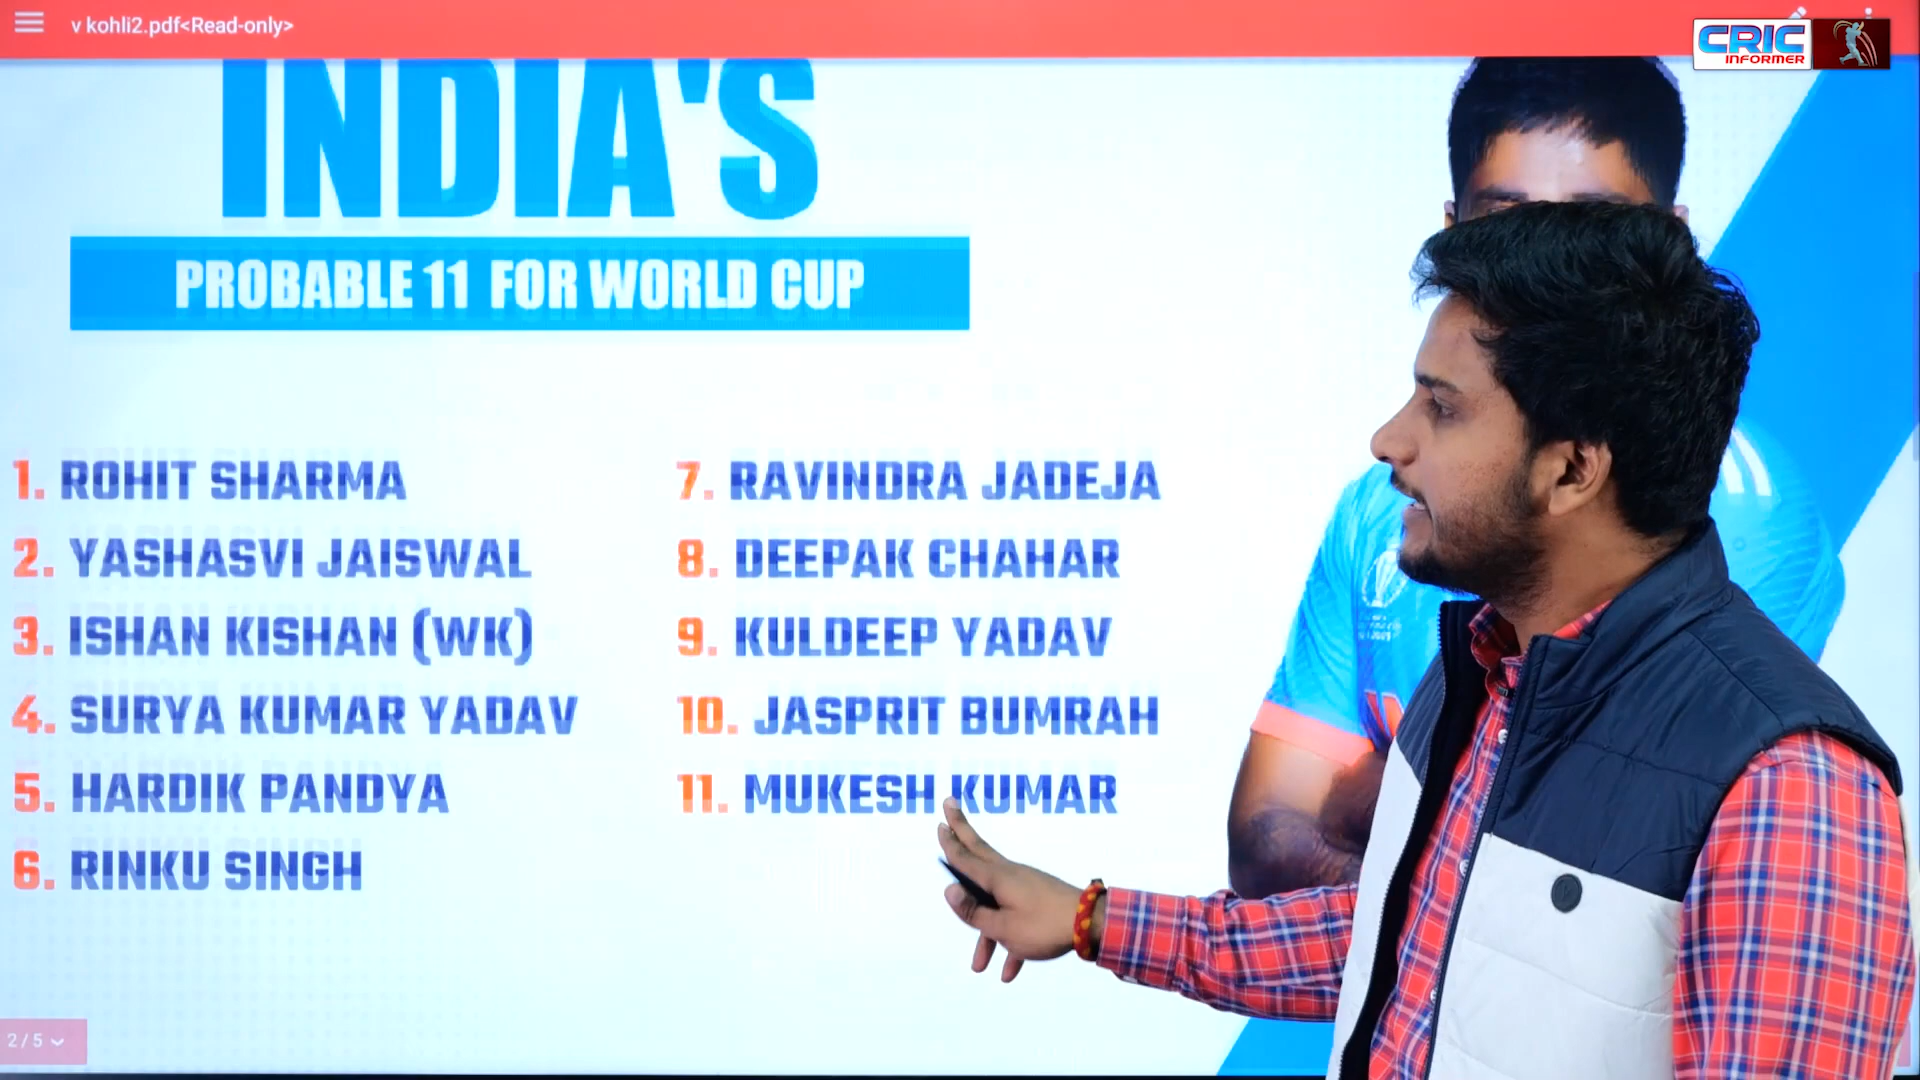 v kohli2.pdf<Read-only>
CRIC
INFORMER
INDIA'S
PROBABLE 11 FOR WORLD CUP
1. ROHIT SHARMA
2. YASHASVI JAISWAL
3. ISHAN KISHAN (WK)
4. SURYA KUMAR YADAV
5. HARDIK PANDYA
6. RINKU SINGH
7. RAVINDRA JADEJA
8. DEEPAK CHAHAR
9. KULDEEP YADAV
10. JASPRIT BUMRAH
11. MUKESH KUMAR
2/5